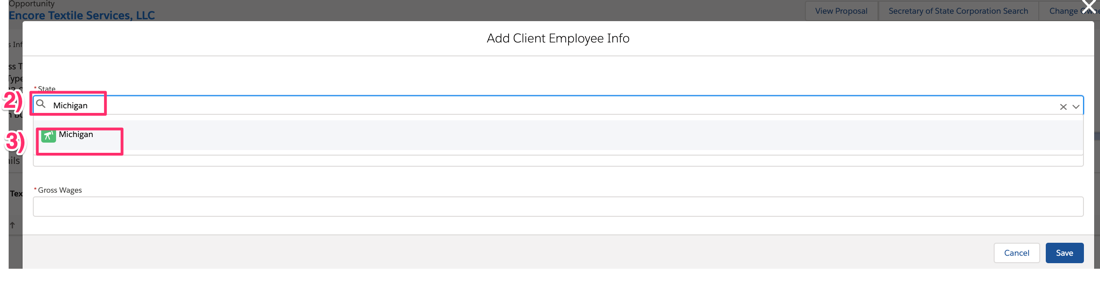 Opportunity
Encore Textile Services, LLC
View Proposal
Secretary of State Corporation Search
Change
Add Client Employee Info
*State
2)
Michigan
3)
Michigan
*Gross Wages
Cancel
Save